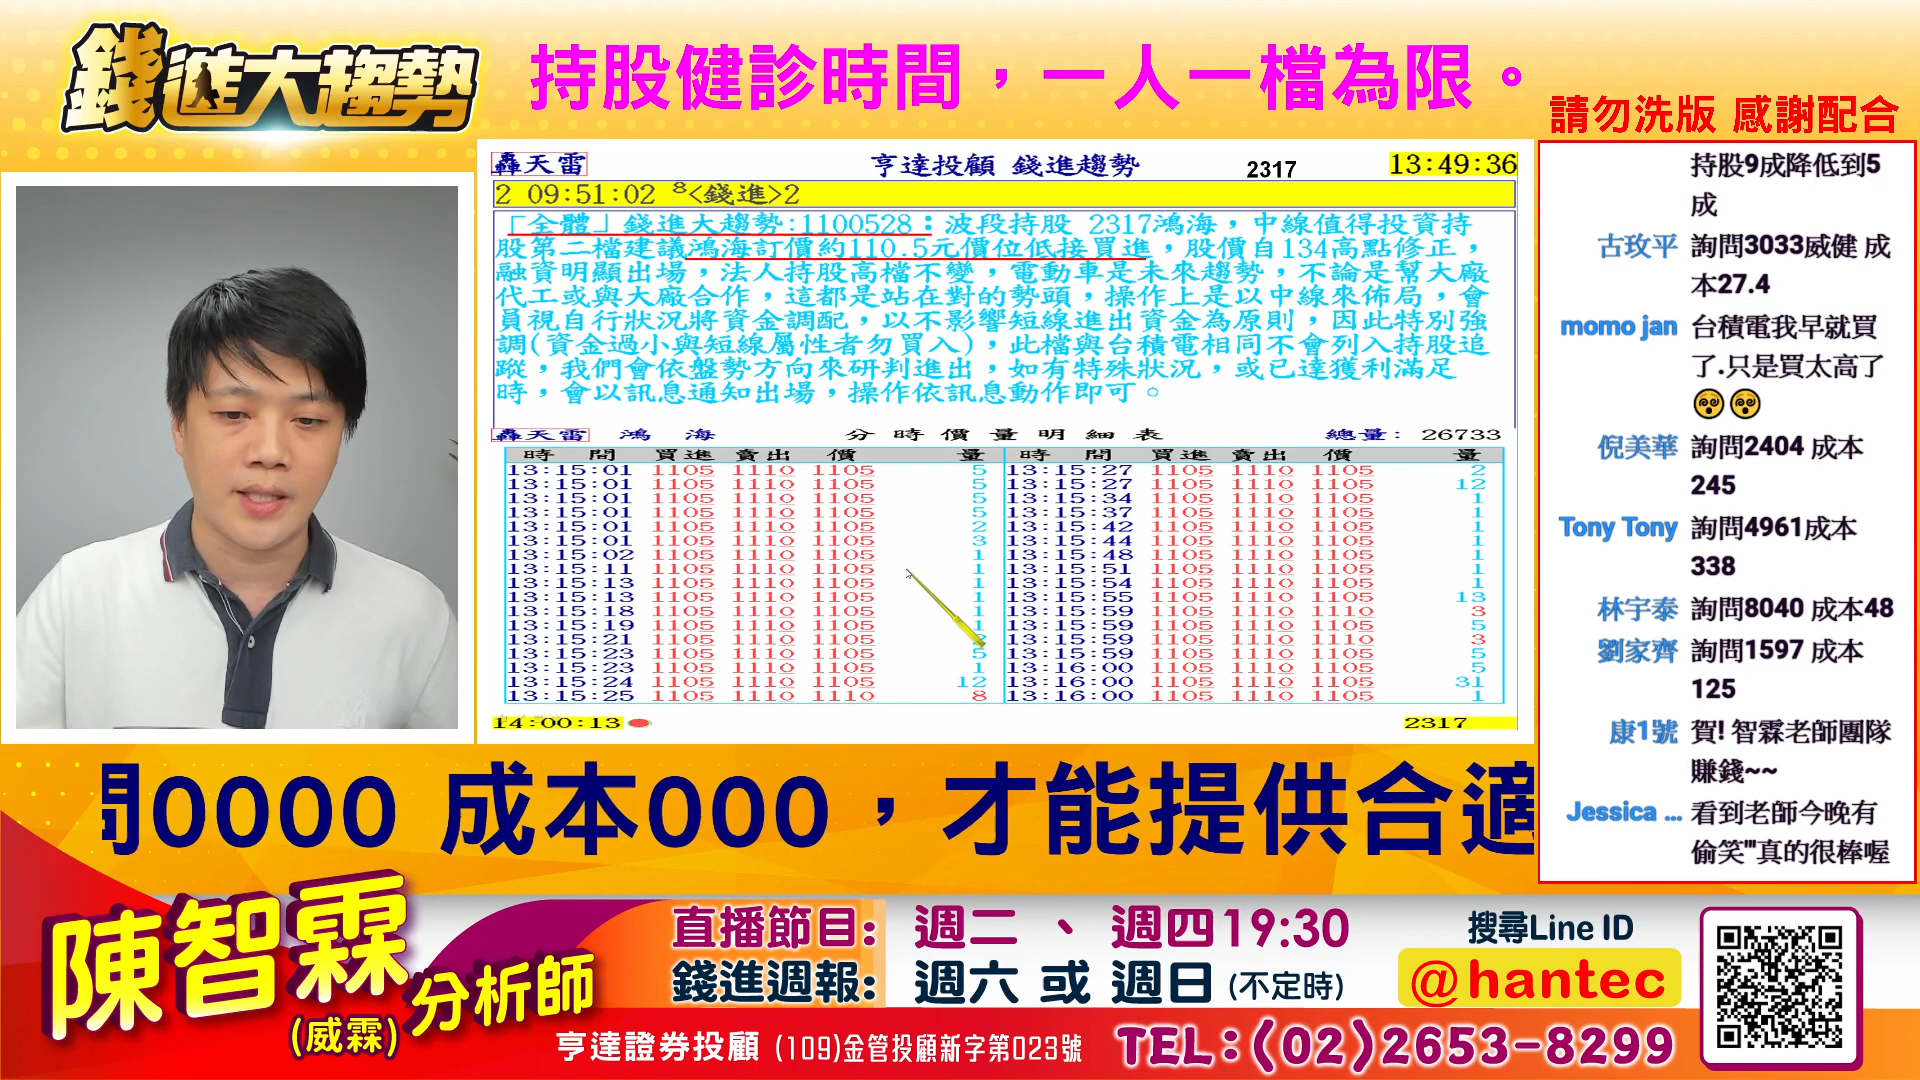 錢進大趨勢
持股健診時間，一人一檔為限。
請勿洗版 感謝配合
轟天雷 亨達投顧 錢進趨勢 2317 13:49:36
2 09:51:02 8<錢進>2
「全體」錢進大趨勢:1100528：波段持股 2317鴻海，中線值得投資持
股第二檔建議鴻海訂價約110.5元價位低接買進，股價自134高點修正，
融資明顯出場，法人持股高檔不變，電動車是未來趨勢，不論是幫大廠
代工或與大廠合作，這都是站在對的勢頭，操作上是以中線來佈局，會
員視自行狀況將資金調配，以不影響短線進出資金為原則，因此特別強
調(資金過小與短線屬性者勿買入)，此檔與台積電相同不會列入持股追
蹤，我們會依盤勢方向來研判進出，如有特殊狀況，或已達獲利滿足
時，會以訊息通知出場，操作依訊息動作即可。
轟天雷 鴻 海 分 時 價 量 明 細 表 總量: 26733
時 間 買進 賣出 價 量 時 間 買進 賣出 價 量
13:15:01 1105 1110 1105 5 13:15:27 1105 1110 1105 2
13:15:01 1105 1110 1105 5 13:15:27 1105 1110 1105 12
13:15:01 1105 1110 1105 5 13:15:34 1105 1110 1105 1
13:15:01 1105 1110 1105 5 13:15:37 1105 1110 1105 1
13:15:01 1105 1110 1105 2 13:15:42 1105 1110 1105 1
13:15:01 1105 1110 1105 3 13:15:44 1105 1110 1105 1
13:15:02 1105 1110 1105 1 13:15:48 1105 1110 1105 1
13:15:11 1105 1110 1105 1 13:15:51 1105 1110 1105 1
13:15:13 1105 1110 1105 1 13:15:54 1105 1110 1105 1
13:15:13 1105 1110 1105 1 13:15:55 1105 1110 1105 13
13:15:18 1105 1110 1105 1 13:15:59 1105 1110 1110 3
13:15:19 1105 1110 1105 1 13:15:59 1105 1110 1105 5
13:15:21 1105 1110 1105 13:15:59 1105 1110 1110 3
13:15:23 1105 1110 1105 5 13:15:59 1105 1110 1105 5
13:15:23 1105 1110 1105 1 13:16:00 1105 1110 1105 5
13:15:24 1105 1110 1105 12 13:16:00 1105 1110 1105 31
13:15:25 1105 1110 1110 8 13:16:00 1105 1110 1105 1
14:00:13 2317
持股9成降低到5
成
古玫平 詢問3033威健 成
本27.4
momo jan 台積電我早就買
了.只是買太高了
倪美華 詢問2404 成本
245
Tony Tony 詢問4961成本
338
林宇泰 詢問8040 成本48
劉家齊 詢問1597 成本
125
康1號 賀! 智霖老師團隊
賺錢~~
Jessica ... 看到老師今晚有
偷笑'''真的很棒喔
0000 成本000，才能提供合適
陳智霖
(威霖)
分析師
直播節目: 週二 、 週四19:30
錢進週報: 週六 或 週日 (不定時)
搜尋Line ID
@hantec
亨達證券投顧 (109)金管投顧新字第023號
TEL:(02)2653-8299